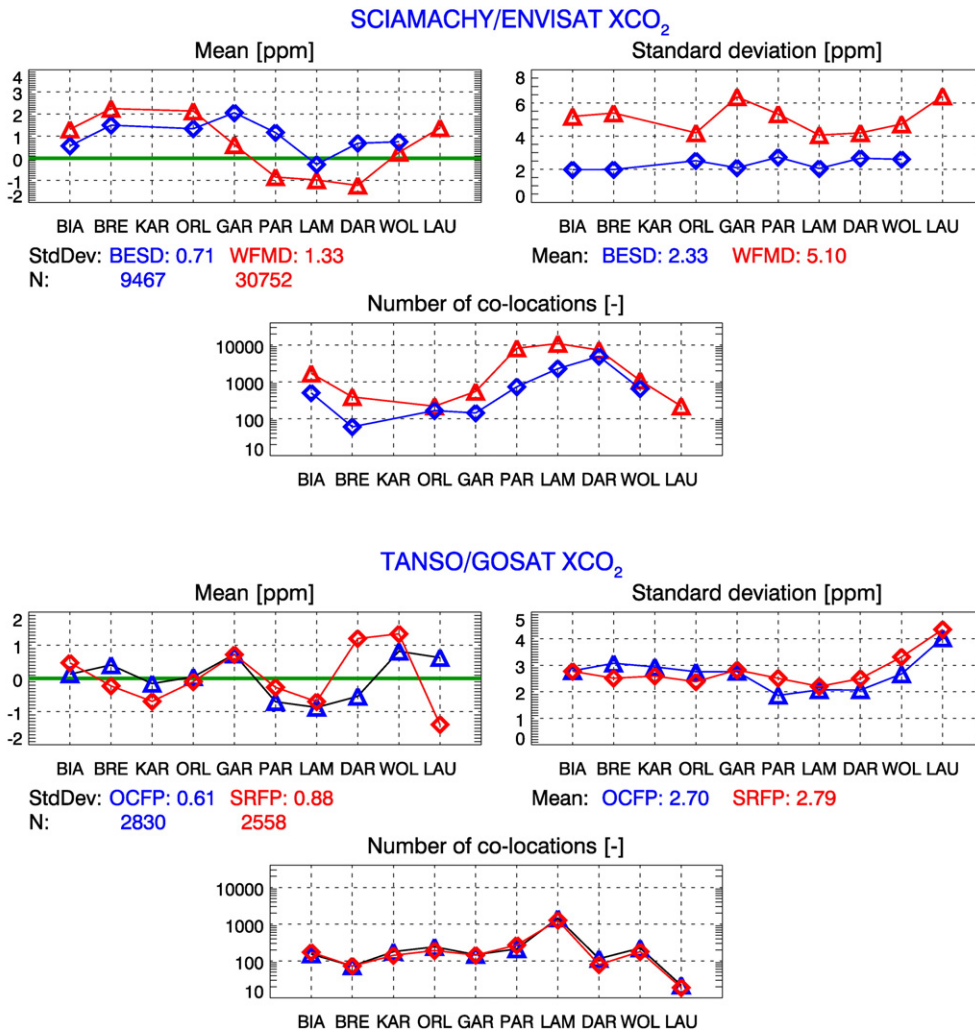 SCIAMACHY/ENVISAT XCO₂
Mean [ppm] Standard deviation [ppm]
4 8
3
2 6
1 4
0
-1 2
-2 0
BIA BRE KAR ORL GAR PAR LAM DAR WOL LAU BIA BRE KAR ORL GAR PAR LAM DAR WOL LAU
StdDev: BESD: 0.71 WFMD: 1.33 Mean: BESD: 2.33 WFMD: 5.10
N: 9467 30752
Number of co-locations [-]
10000
1000
100
10
BIA BRE KAR ORL GAR PAR LAM DAR WOL LAU
TANSO/GOSAT XCO₂
Mean [ppm] Standard deviation [ppm]
2 5
1 4
0 3
2
-1 1
-2 0
BIA BRE KAR ORL GAR PAR LAM DAR WOL LAU BIA BRE KAR ORL GAR PAR LAM DAR WOL LAU
StdDev: OCFP: 0.61 SRFP: 0.88 Mean: OCFP: 2.70 SRFP: 2.79
N: 2830 2558
Number of co-locations [-]
10000
1000
100
10
BIA BRE KAR ORL GAR PAR LAM DAR WOL LAU